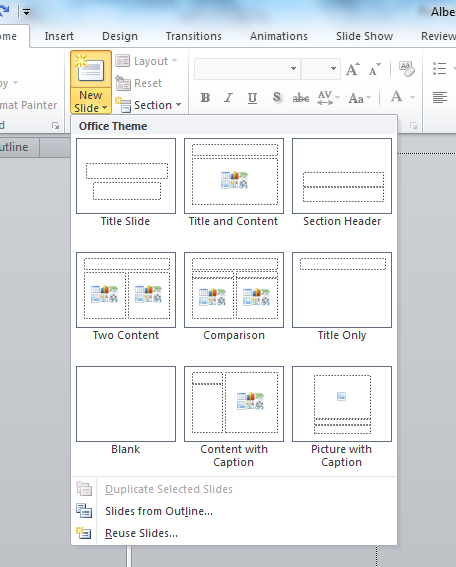 Albe
ome Insert Design Transitions Animations Slide Show Review
New Slide
Layout
Reset
Section
py
mat Painter
d
B I U S abc AV Aa A
utline
Office Theme
Title Slide Title and Content Section Header
Two Content Comparison Title Only
Blank Content with Caption Picture with Caption
Duplicate Selected Slides
Slides from Outline...
Reuse Slides...